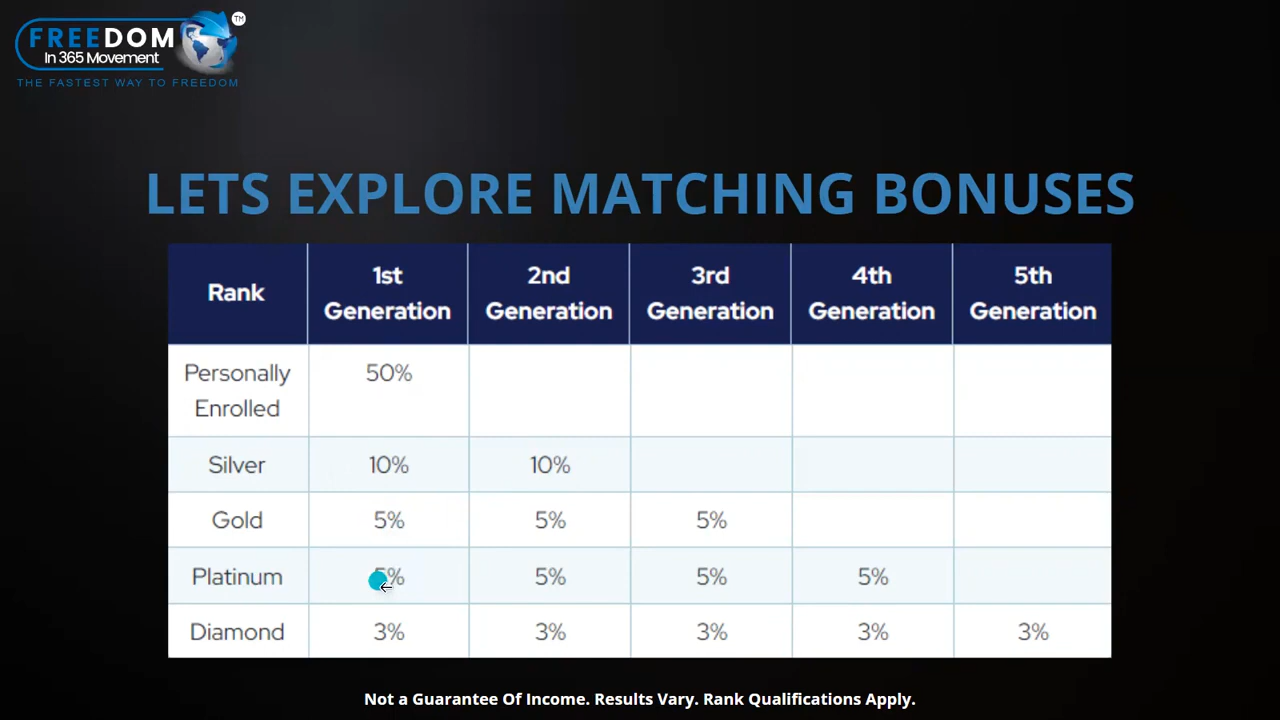 FREEDOM
TM
In 365 Movement
THE FASTEST WAY TO FREEDOM
LETS EXPLORE MATCHING BONUSES
Rank 1st Generation 2nd Generation 3rd Generation 4th Generation 5th Generation
Personally Enrolled 50%
Silver 10% 10%
Gold 5% 5% 5%
Platinum 5% 5% 5% 5%
Diamond 3% 3% 3% 3% 3%
Not a Guarantee Of Income. Results Vary. Rank Qualifications Apply.